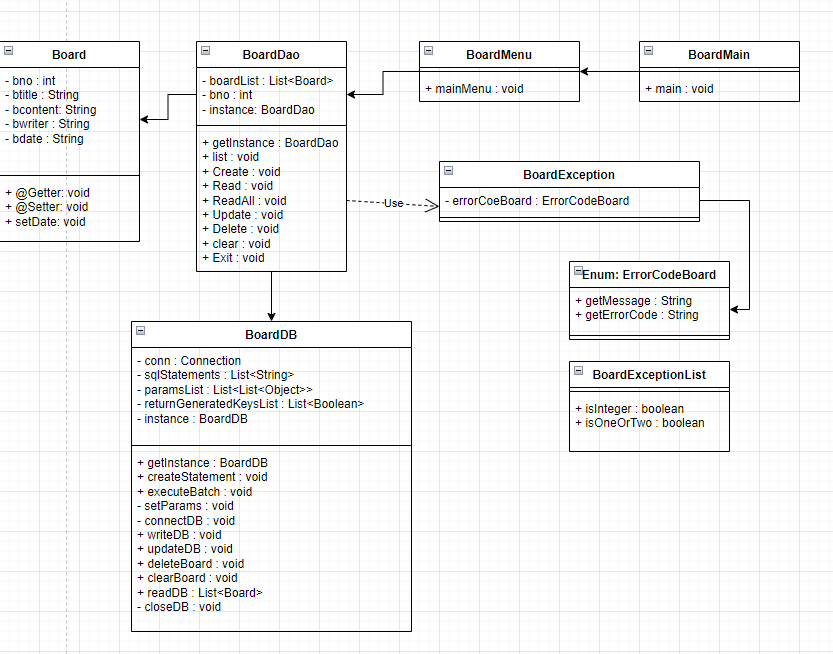 Board
- bno : int
- btitle : String
- bcontent: String
- bwriter : String
- bdate : String
+ @Getter: void
+ @Setter: void
+ setDate: void
BoardDao
- boardList : List<Board>
- bno : int
- instance: BoardDao
+ getInstance : BoardDao
+ list : void
+ Create : void
+ Read : void
+ ReadAll : void
+ Update : void
+ Delete : void
+ clear : void
+ Exit : void
BoardMenu
+ mainMenu : void
BoardMain
+ main : void
Use
BoardException
- errorCoeBoard : ErrorCodeBoard
Enum: ErrorCodeBoard
+ getMessage : String
+ getErrorCode : String
BoardExceptionList
+ isInteger : boolean
+ isOneOrTwo : boolean
BoardDB
- conn : Connection
- sqlStatements : List<String>
- paramsList : List<List<Object>>
- returnGeneratedKeysList : List<Boolean>
- instance : BoardDB
+ getInstance : BoardDB
+ createStatement : void
+ executeBatch : void
- setParams : void
- connectDB : void
+ writeDB : void
+ updateDB : void
+ deleteBoard : void
+ clearBoard : void
+ readDB : List<Board>
- closeDB : void